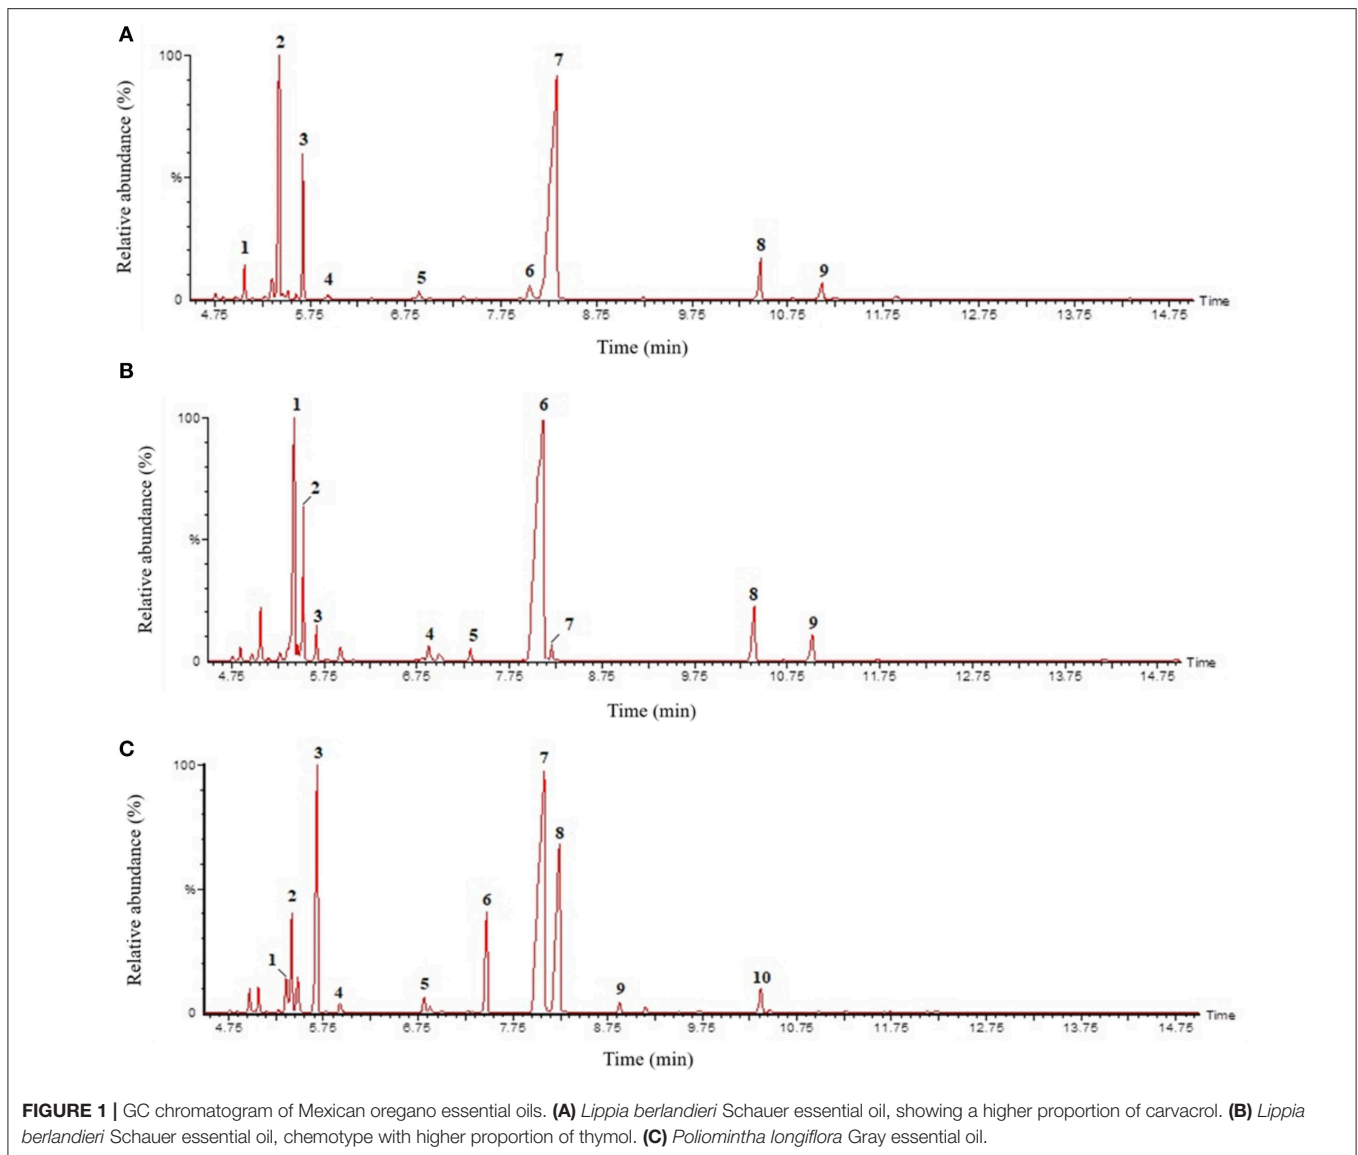 A
2
100
7
3
Relative abundance (%)
%
1
8
4
5
6
9
0
Time
4.75 5.75 6.75 7.75 8.75 9.75 10.75 11.75 12.75 13.75 14.75
Time (min)
B
1
6
100
2
Relative abundance (%)
%
8
3
4
5
7
9
0
Time
4.75 5.75 6.75 7.75 8.75 9.75 10.75 11.75 12.75 13.75 14.75
Time (min)
C
3
7
100
8
Relative abundance (%)
%
2
6
1
4
5
9
10
0
Time
4.75 5.75 6.75 7.75 8.75 9.75 10.75 11.75 12.75 13.75 14.75
Time (min)
FIGURE 1 | GC chromatogram of Mexican oregano essential oils. (A) Lippia berlandieri Schauer essential oil, showing a higher proportion of carvacrol. (B) Lippia
berlandieri Schauer essential oil, chemotype with higher proportion of thymol. (C) Poliomintha longiflora Gray essential oil.